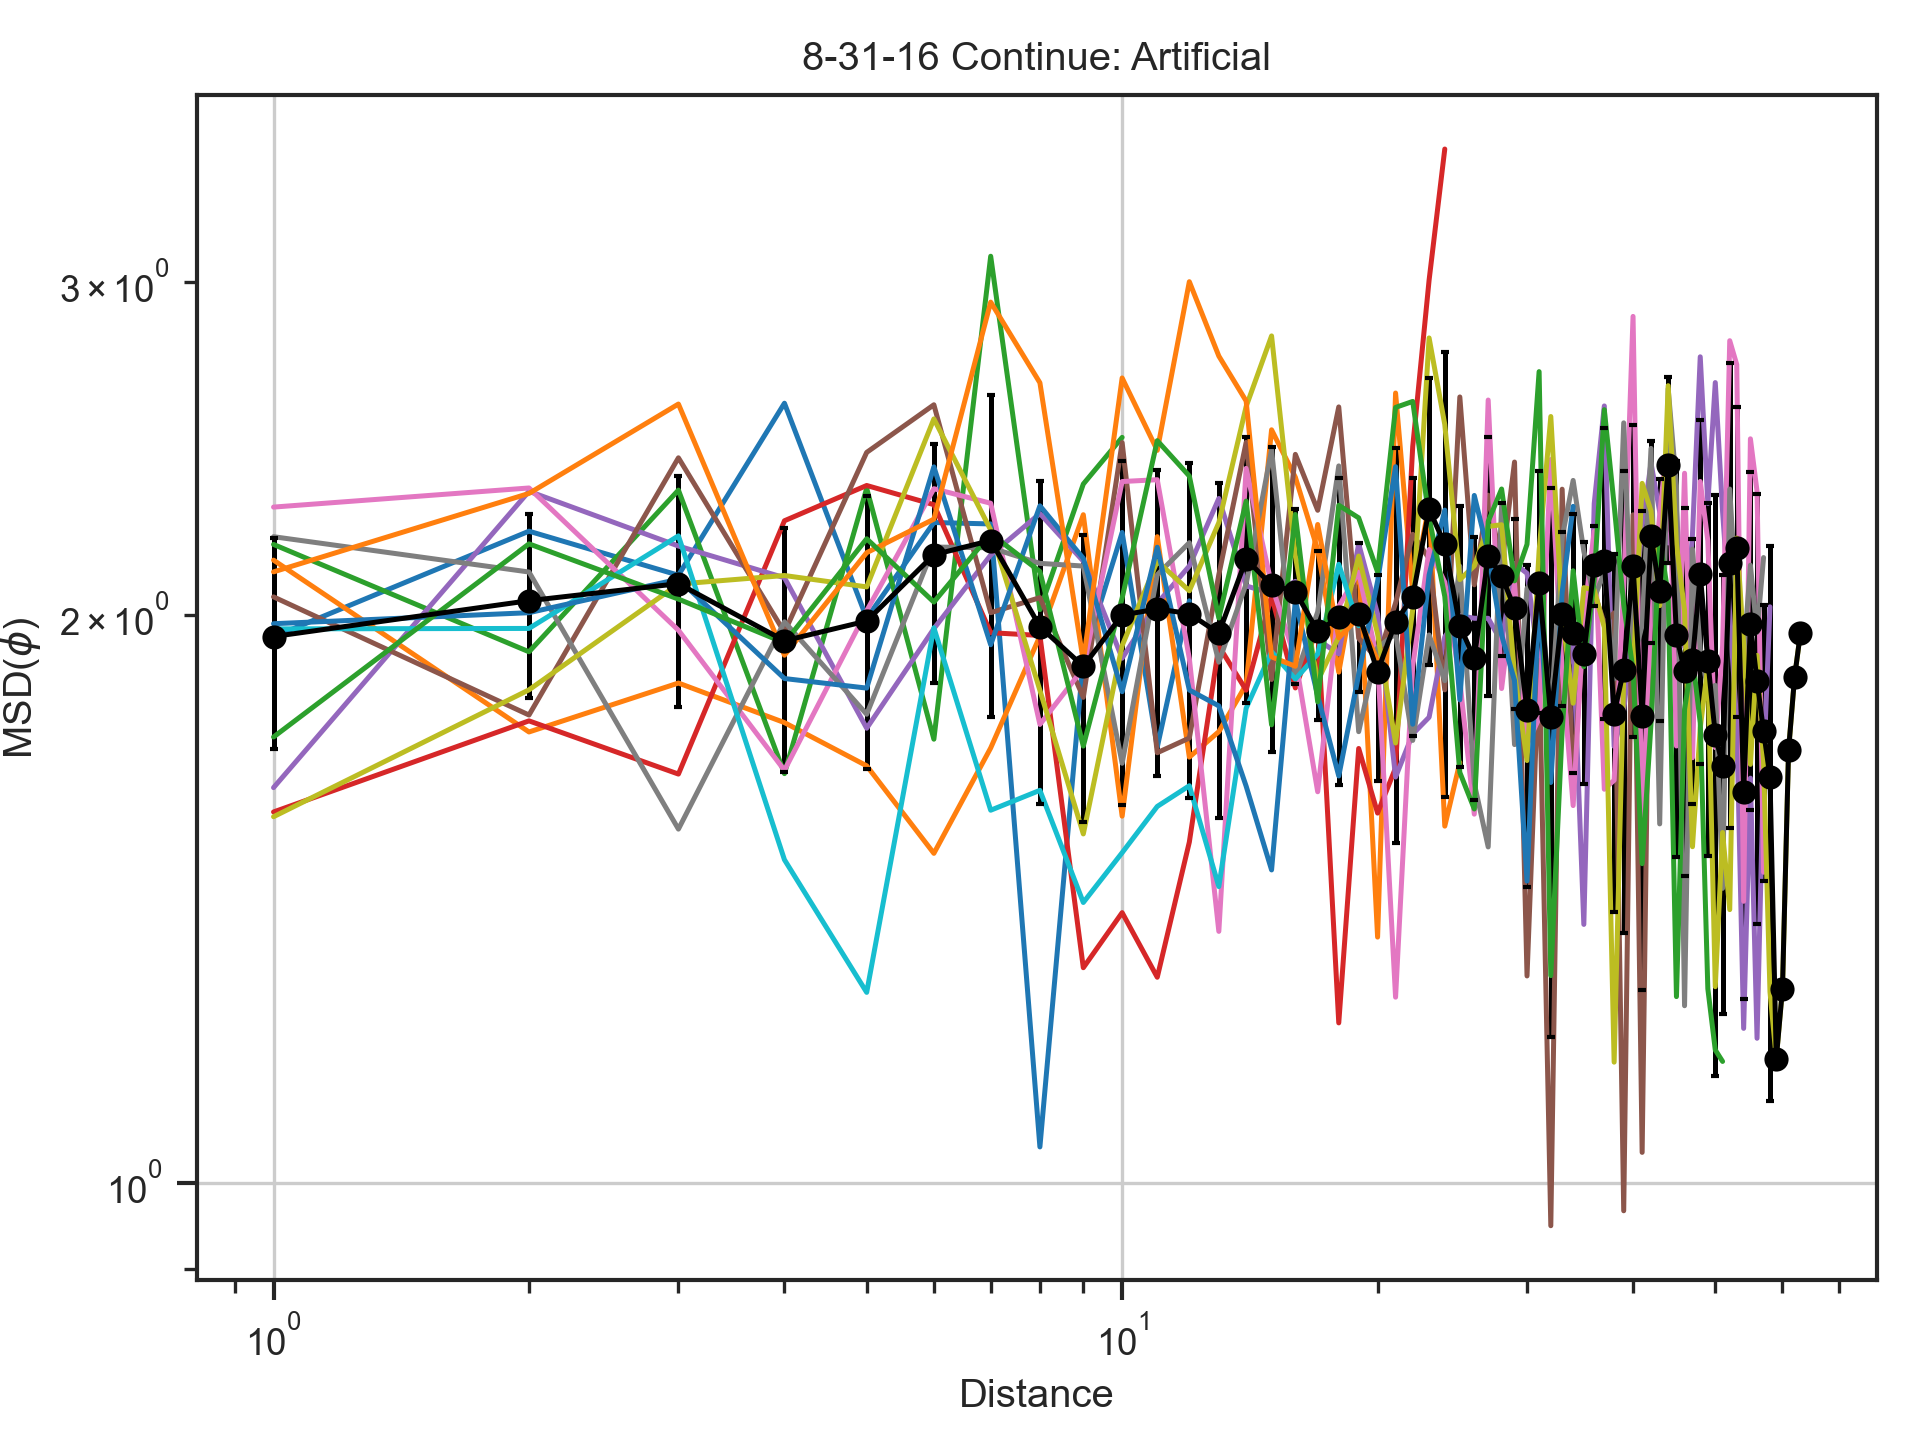 8-31-16 Continue: Artificial
MSD(ϕ)
3 × 10⁰
2 × 10⁰
10⁰
10⁰
10¹
Distance